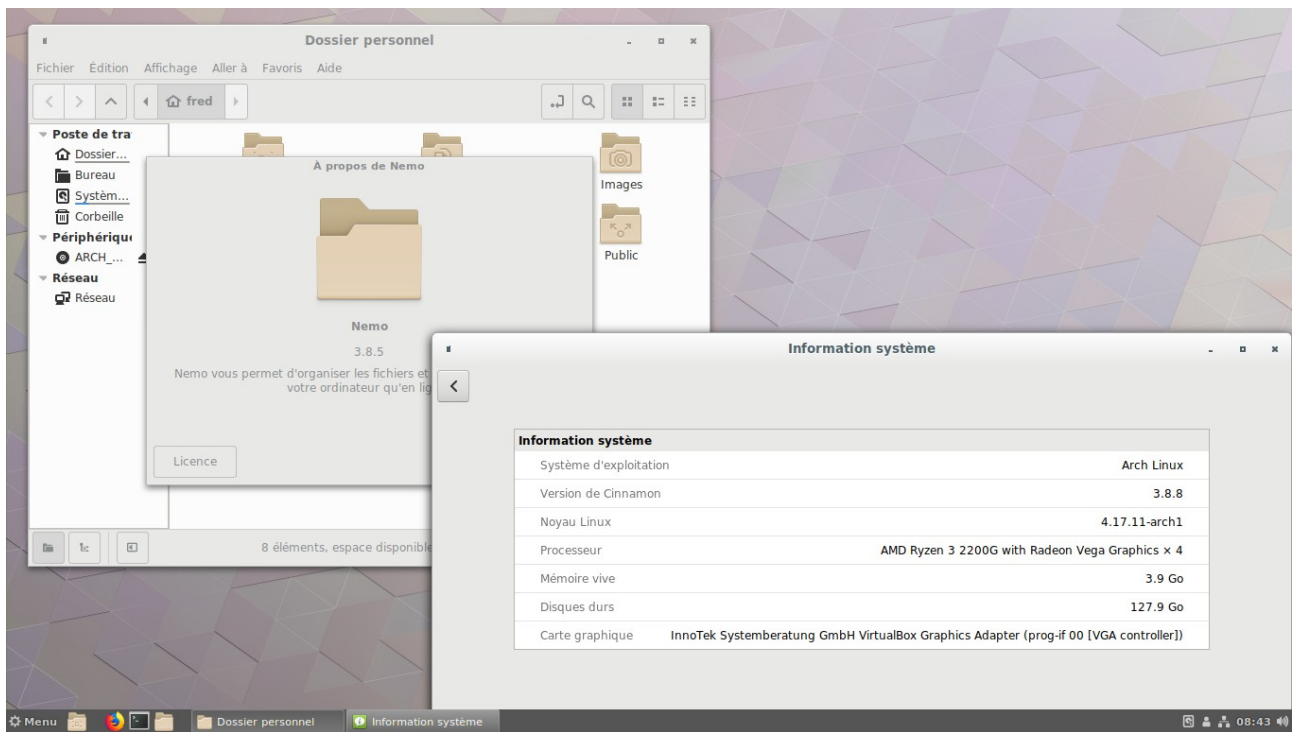 Dossier personnel
Fichier Édition Affichage Aller à Favoris Aide
fred
Poste de tra
Dossier...
Bureau
Systèm...
Corbeille
Périphérique
ARCH_...
Réseau
Réseau
Images
Public
À propos de Nemo
Nemo
3.8.5
Nemo vous permet d'organiser les fichiers et
votre ordinateur qu'en lig
Licence
8 éléments, espace disponible
Information système
Information système
Système d'exploitation Arch Linux
Version de Cinnamon 3.8.8
Noyau Linux 4.17.11-arch1
Processeur AMD Ryzen 3 2200G with Radeon Vega Graphics × 4
Mémoire vive 3.9 Go
Disques durs 127.9 Go
Carte graphique InnoTek Systemberatung GmbH VirtualBox Graphics Adapter (prog-if 00 [VGA controller])
Menu Dossier personnel Information système 08:43